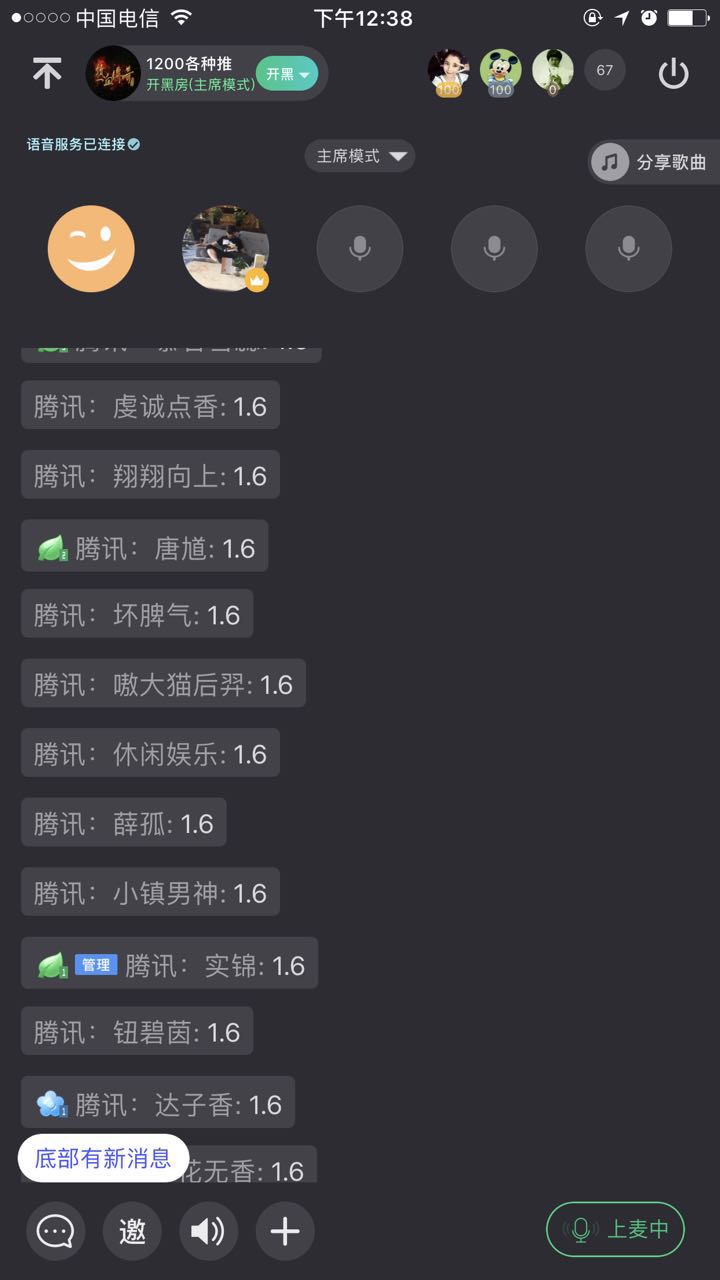 中国电信
下午12:38
1200各种推
开黑房(主席模式)
开黑
100
100
0
67
语音服务已连接
主席模式
分享歌曲
腾讯：虔诚点香: 1.6
腾讯：翔翔向上: 1.6
2 腾讯：唐馗: 1.6
腾讯：坏脾气: 1.6
腾讯：嗷大猫后羿: 1.6
腾讯：休闲娱乐: 1.6
腾讯：薛孤: 1.6
腾讯：小镇男神: 1.6
1 管理 腾讯：实锦: 1.6
腾讯：钮碧茵: 1.6
1 腾讯：达子香: 1.6
花无香: 1.6
底部有新消息
邀
上麦中